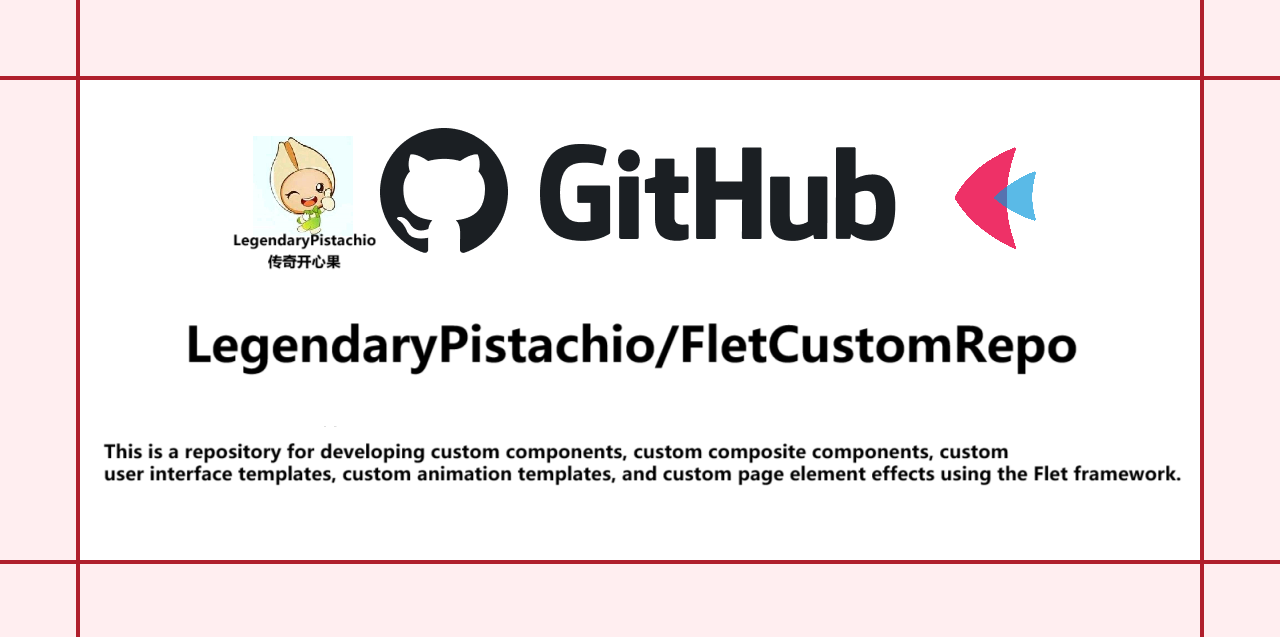 LegendaryPistachio
传奇开心果
GitHub
LegendaryPistachio/FletCustomRepo
This is a repository for developing custom components, custom composite components, custom
user interface templates, custom animation templates, and custom page element effects using the Flet framework.